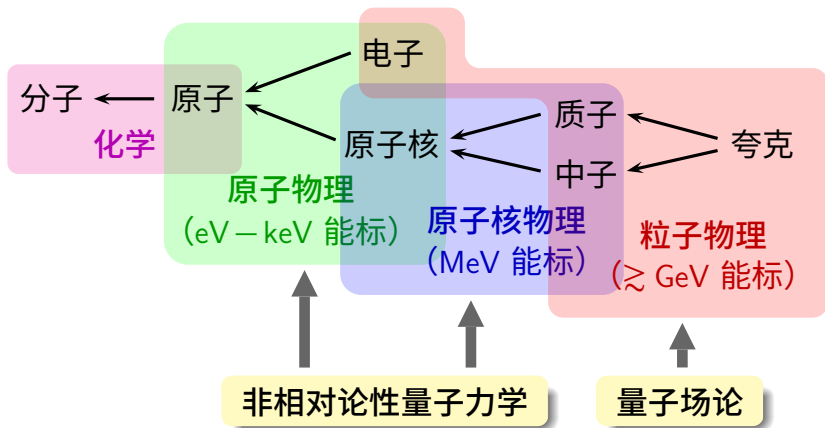 电子
分子
原子
质子
化学
原子核
夸克
中子
原子物理
（eV – keV 能标）
原子核物理
（MeV 能标）
粒子物理
（≳ GeV 能标）
非相对论性量子力学
量子场论